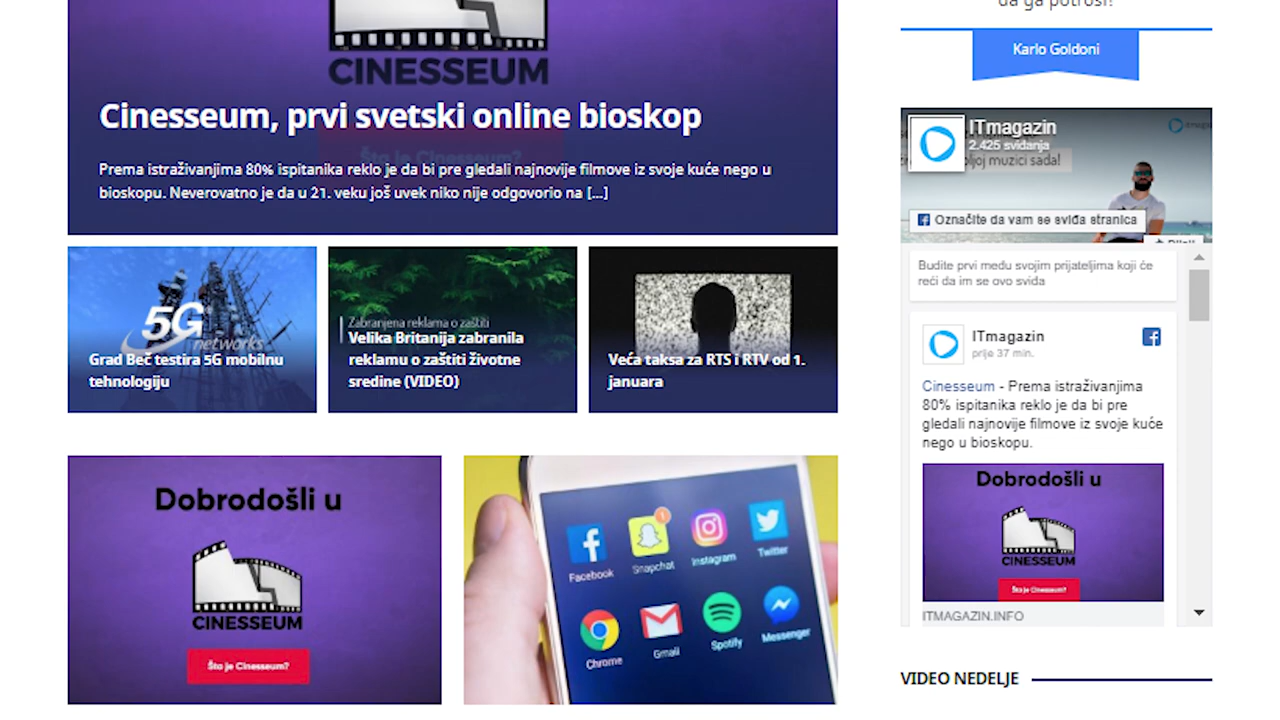 CINESSEUM
Cinesseum, prvi svetski online bioskop
Prema istraživanjima 80% ispitanika reklo je da bi pre gledali najnovije filmove iz svoje kuće nego u
bioskopu. Neverovatno je da u 21. veku još uvek niko nije odgovorio na [...]
5G
networks
Grad Beč testira 5G mobilnu
tehnologiju
Zabranjena reklama o zaštiti
Velika Britanija zabranila
reklamu o zaštiti životne
sredine (VIDEO)
Veća taksa za RTS i RTV od 1.
januara
Dobrodošli u
CINESSEUM
Što je Cinesseum?
1
Facebook
Snapchat
Instagram
Twitter
Chrome
Gmail
Spotify
Messenger
da ga potroši!
Karlo Goldoni
ITmagazin
2.425 sviđanja
boljoj muzici sada!
Označite da vam se sviđa stranica
Budite prvi među svojim prijateljima koji će
reći da im se ovo sviđa
ITmagazin
prije 37 min.
Cinesseum - Prema istraživanjima
80% ispitanika reklo je da bi pre
gledali najnovije filmove iz svoje kuće
nego u bioskopu.
Dobrodošli u
CINESSEUM
Što je Cinesseum?
ITMAGAZIN.INFO
VIDEO NEDELJE